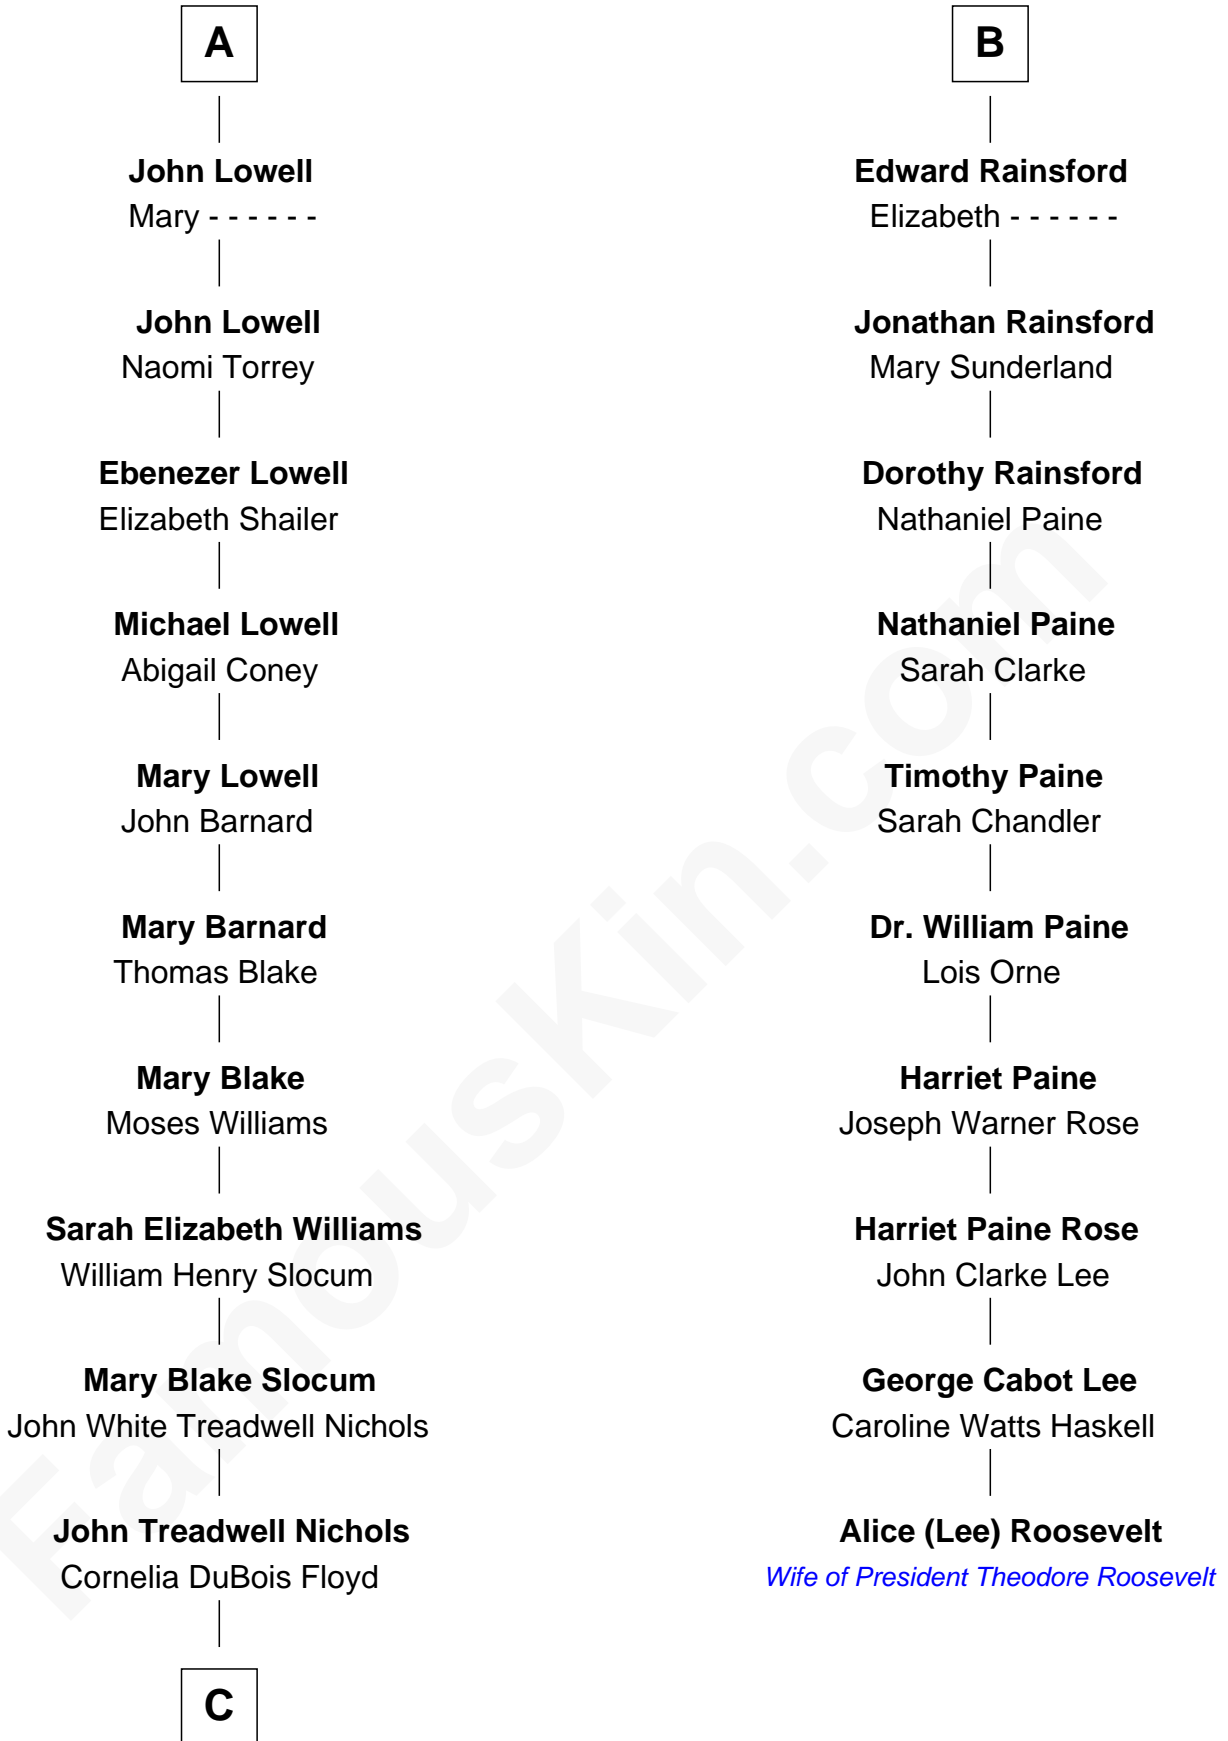 A
John Lowell
Mary - - - - - -
John Lowell
Naomi Torrey
Ebenezer Lowell
Elizabeth Shailer
Michael Lowell
Abigail Coney
Mary Lowell
John Barnard
Mary Barnard
Thomas Blake
Mary Blake
Moses Williams
Sarah Elizabeth Williams
William Henry Slocum
Mary Blake Slocum
John White Treadwell Nichols
John Treadwell Nichols
Cornelia DuBois Floyd
C
B
Edward Rainsford
Elizabeth - - - - - -
Jonathan Rainsford
Mary Sunderland
Dorothy Rainsford
Nathaniel Paine
Nathaniel Paine
Sarah Clarke
Timothy Paine
Sarah Chandler
Dr. William Paine
Lois Orne
Harriet Paine
Joseph Warner Rose
Harriet Paine Rose
John Clarke Lee
George Cabot Lee
Caroline Watts Haskell
Alice (Lee) Roosevelt
Wife of President Theodore Roosevelt
FamousKin.com